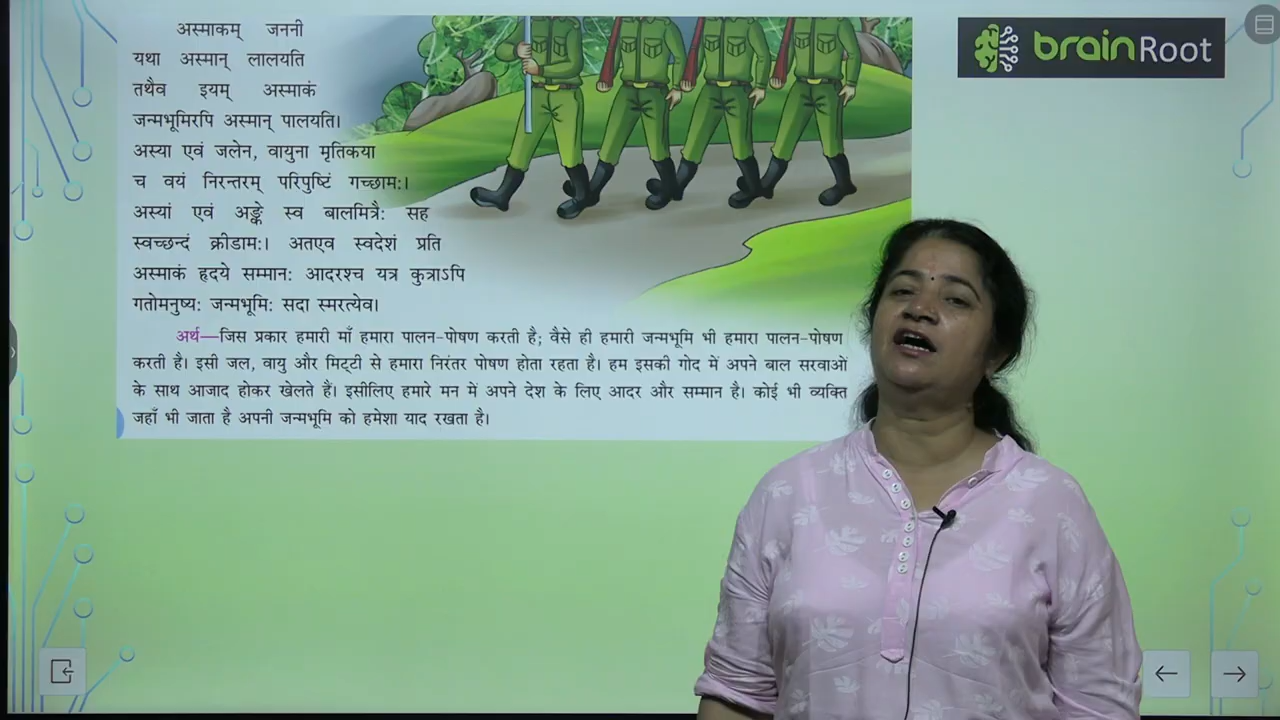 अस्माकम् जननी
यथा अस्मान् लालयति
तथैव इयम् अस्माकं
जन्मभूमिरपि अस्मान् पालयति।
अस्या एवं जलेन, वायुना मृतिकया
च वयं निरन्तरम् परिपुष्टिं गच्छाम:।
अस्यां एवं अङ्के स्व बालमित्रै: सह
स्वच्छन्दं क्रीडाम:। अतएव स्वदेशं प्रति
अस्माकं हृदये सम्मान: आदरश्च यत्र कुत्राऽपि
गतोमनुष्य: जन्मभूमि: सदा स्मरत्येव।
अर्थ—जिस प्रकार हमारी माँ हमारा पालन-पोषण करती है; वैसे ही हमारी जन्मभूमि भी हमारा पालन-पोषण
करती है। इसी जल, वायु और मिट्टी से हमारा निरंतर पोषण होता रहता है। हम इसकी गोद में अपने बाल सरवाओं
के साथ आजाद होकर खेलते हैं। इसीलिए हमारे मन में अपने देश के लिए आदर और सम्मान है। कोई भी व्यक्ति
जहाँ भी जाता है अपनी जन्मभूमि को हमेशा याद रखता है।
brain Root